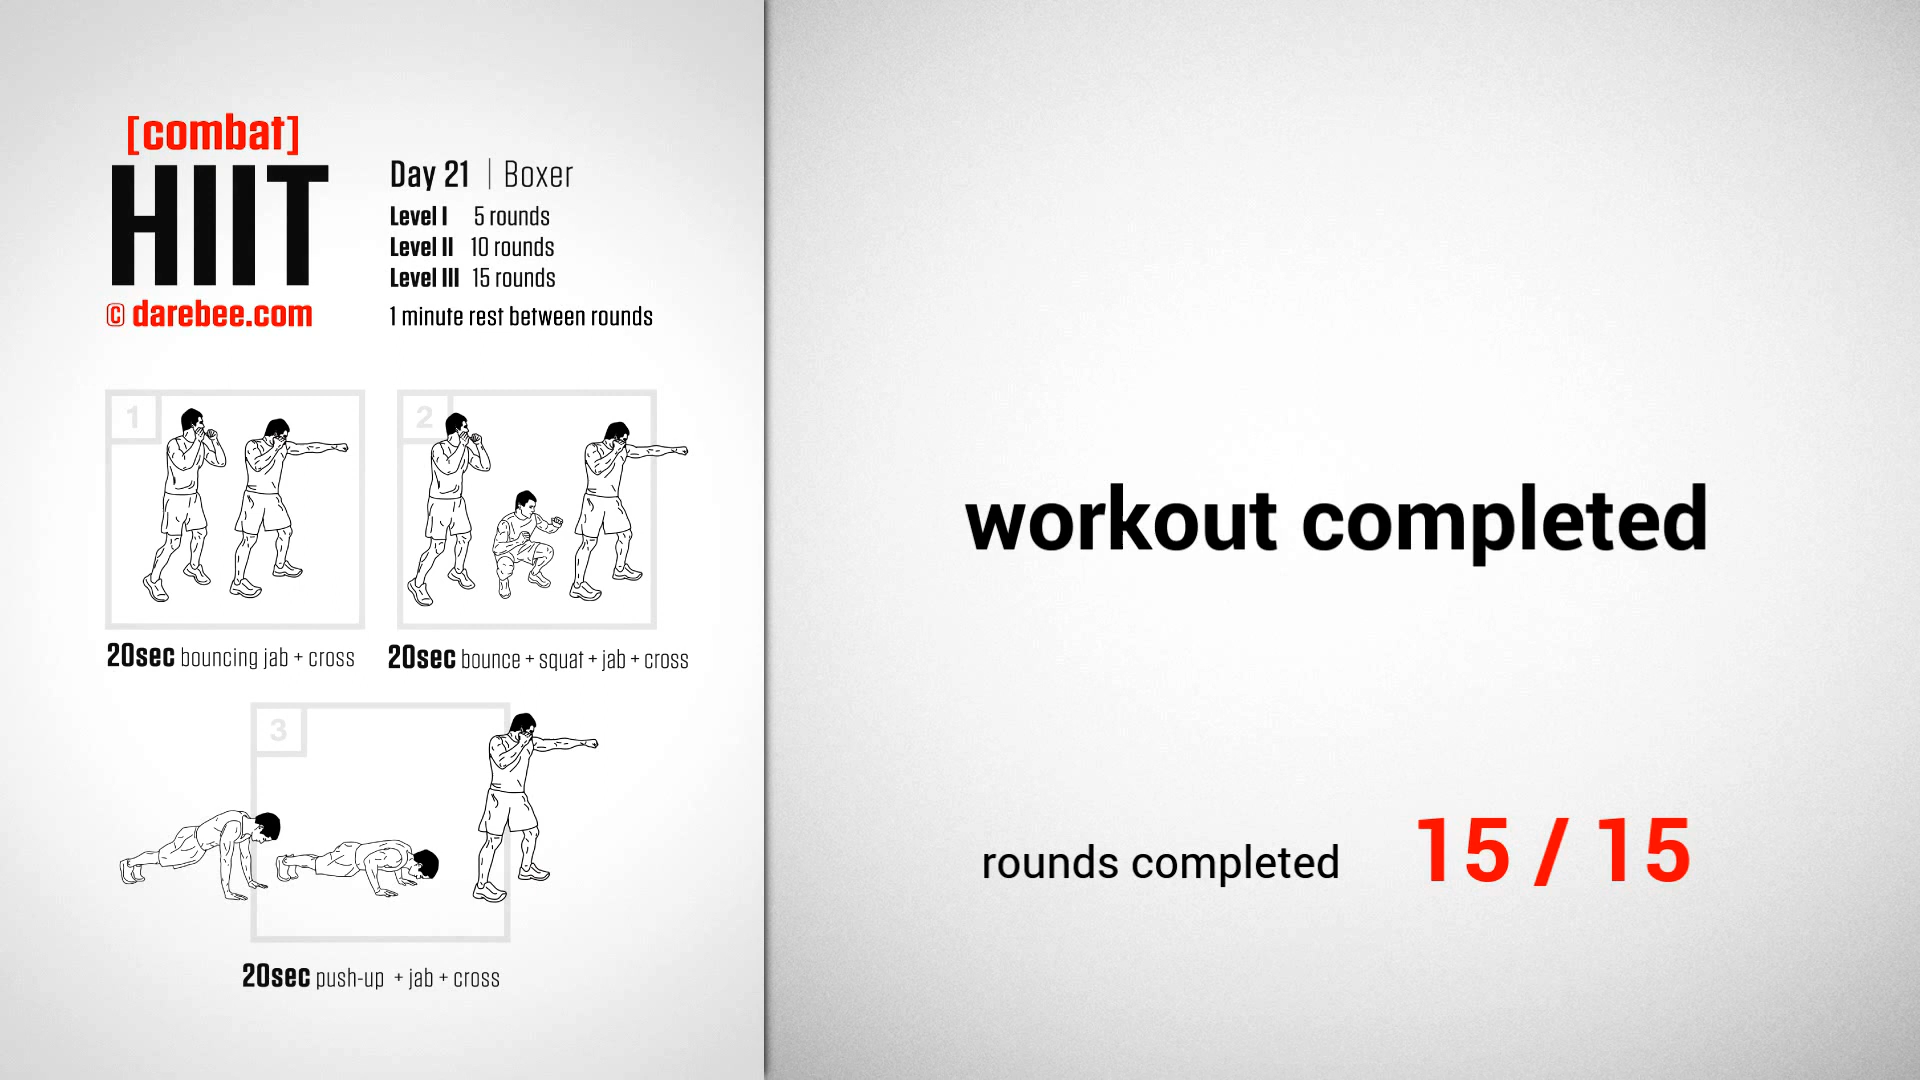 [combat]
HIIT
© darebee.com
Day 21 | Boxer
Level I 5 rounds
Level II 10 rounds
Level III 15 rounds
1 minute rest between rounds
1
2
20sec bouncing jab + cross
20sec bounce + squat + jab + cross
3
20sec push-up + jab + cross
workout completed
rounds completed 15 / 15